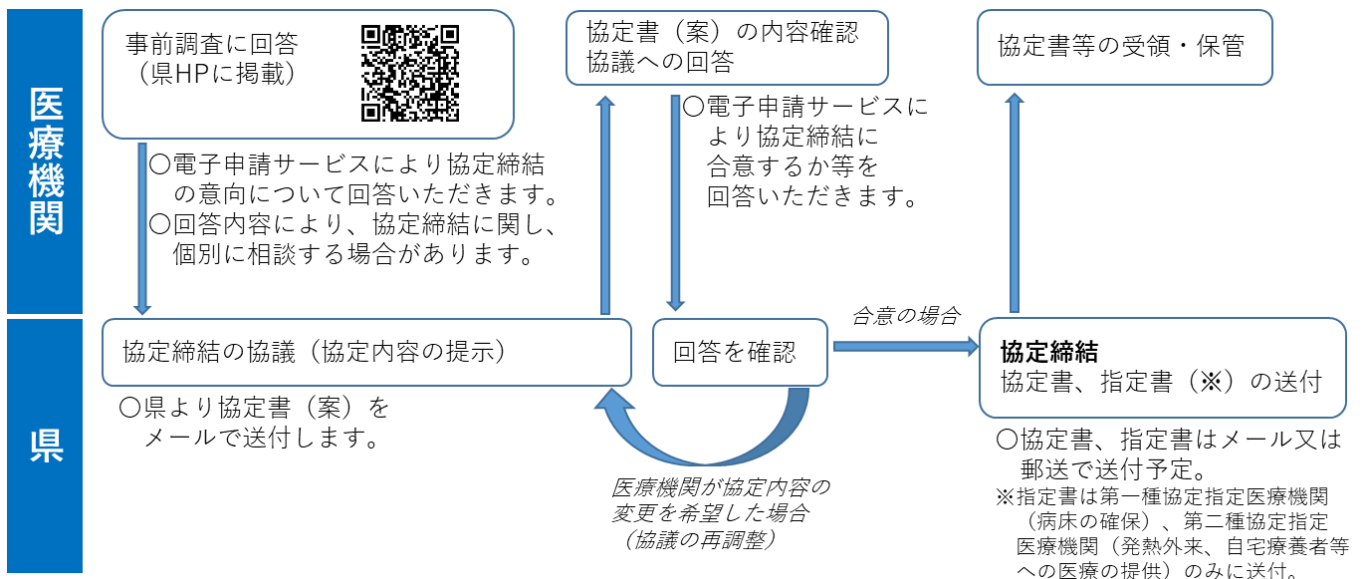 医療機関
事前調査に回答
（県HPに掲載）
〇電子申請サービスにより協定締結
の意向について回答いただきます。
〇回答内容により、協定締結に関し、
個別に相談する場合があります。
協定書（案）の内容確認
協議への回答
〇電子申請サービスに
より協定締結に
合意するか等を
回答いただきます。
協定書等の受領・保管
県
協定締結の協議（協定内容の提示）
〇県より協定書（案）を
メールで送付します。
回答を確認
医療機関が協定内容の
変更を希望した場合
（協議の再調整）
合意の場合
協定締結
協定書、指定書（※）の送付
〇協定書、指定書はメール又は
郵送で送付予定。
※指定書は第一種協定指定医療機関
（病床の確保）、第二種協定指定
医療機関（発熱外来、自宅療養者等
への医療の提供）のみに送付。